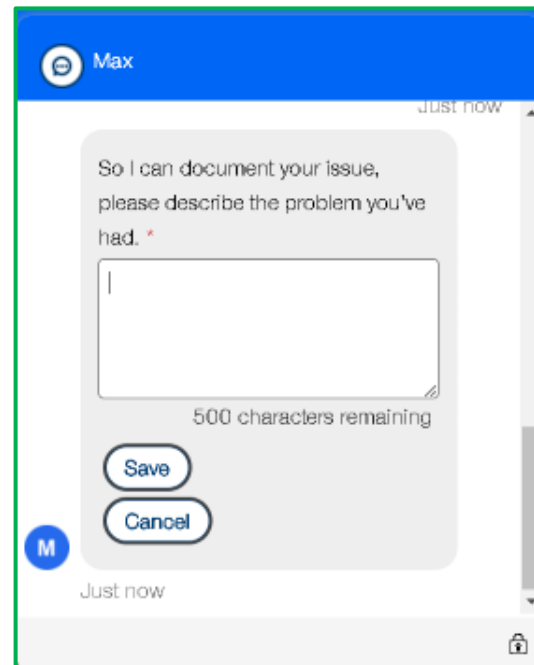 Max
Just now
So I can document your issue,
please describe the problem you've
had. *
500 characters remaining
Save
Cancel
M
Just now